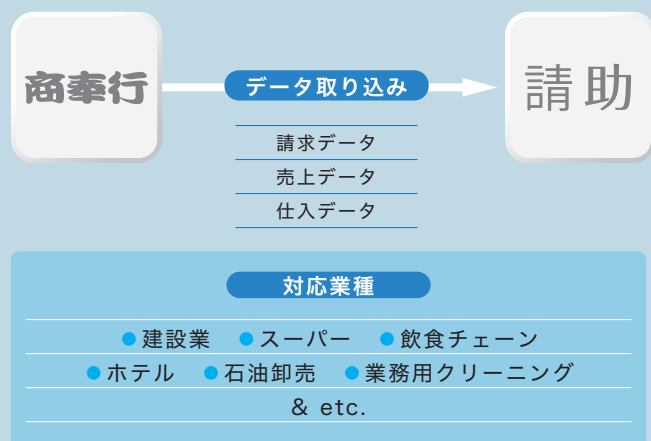 商奉行
データ取り込み
請助
請求データ
売上データ
仕入データ
対応業種
●建設業 ●スーパー ●飲食チェーン
●ホテル ●石油卸売 ●業務用クリーニング
& etc.